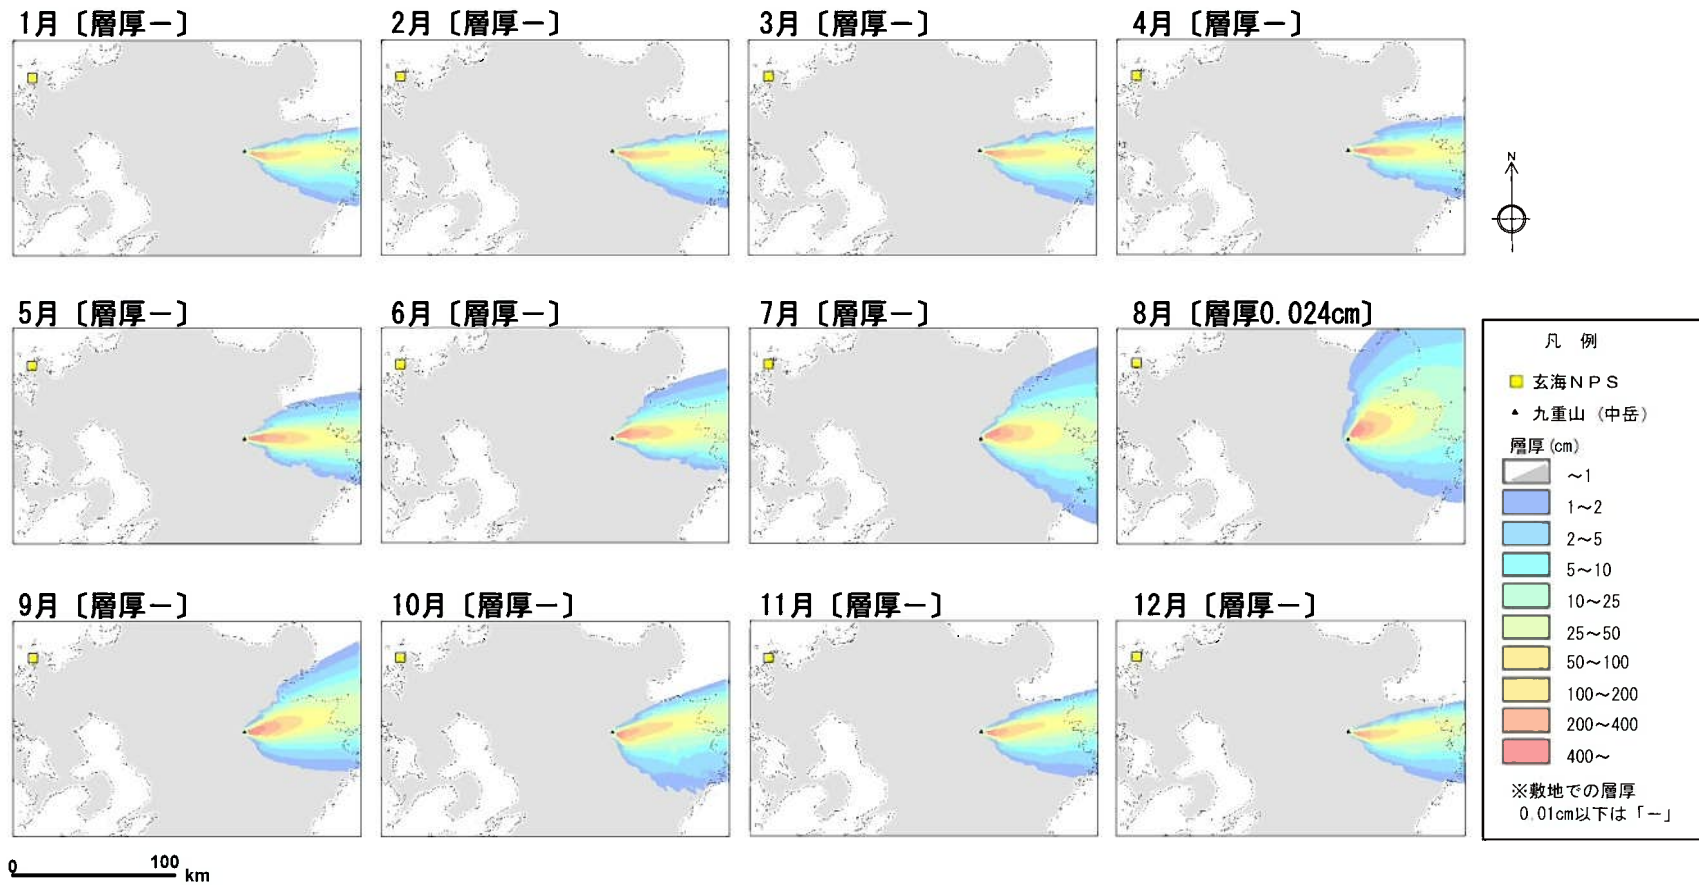 1月〔層厚－〕
2月〔層厚－〕
3月〔層厚－〕
4月〔層厚－〕
N
5月〔層厚－〕
6月〔層厚－〕
7月〔層厚－〕
8月〔層厚0.024cm〕
凡 例
玄海NPS
九重山（中岳）
層厚(cm)
～1
1～2
2～5
5～10
10～25
25～50
50～100
100～200
200～400
400～
※敷地での層厚
0.01cm以下は「－」
9月〔層厚－〕
10月〔層厚－〕
11月〔層厚－〕
12月〔層厚－〕
0 100 km